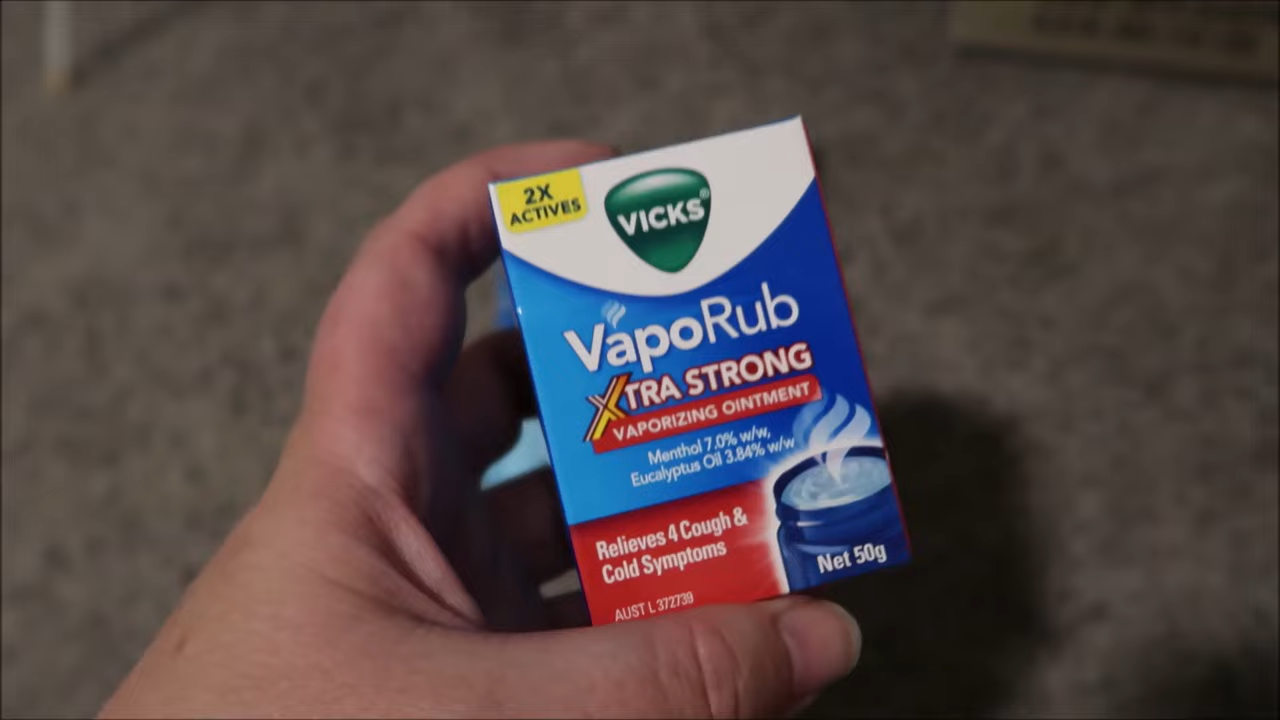 2X
ACTIVES
VICKS®
VapoRub
XTRA STRONG
VAPORIZING OINTMENT
Menthol 7.0% w/w,
Eucalyptus Oil 3.84% w/w
Relieves 4 Cough &
Cold Symptoms
Net 50g
AUST L 372739